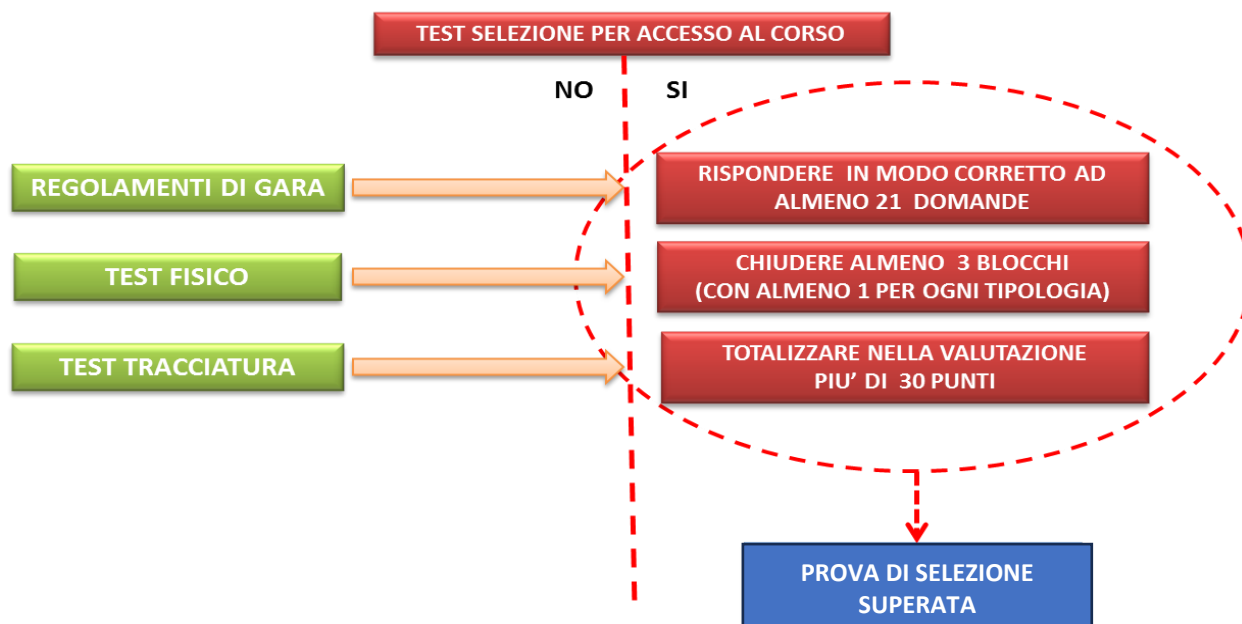 TEST SELEZIONE PER ACCESSO AL CORSO
NO
SI
REGOLAMENTI DI GARA
RISPONDERE IN MODO CORRETTO AD
ALMENO 21 DOMANDE
TEST FISICO
CHIUDERE ALMENO 3 BLOCCHI
(CON ALMENO 1 PER OGNI TIPOLOGIA)
TEST TRACCIATURA
TOTALIZZARE NELLA VALUTAZIONE
PIU' DI 30 PUNTI
PROVA DI SELEZIONE
SUPERATA